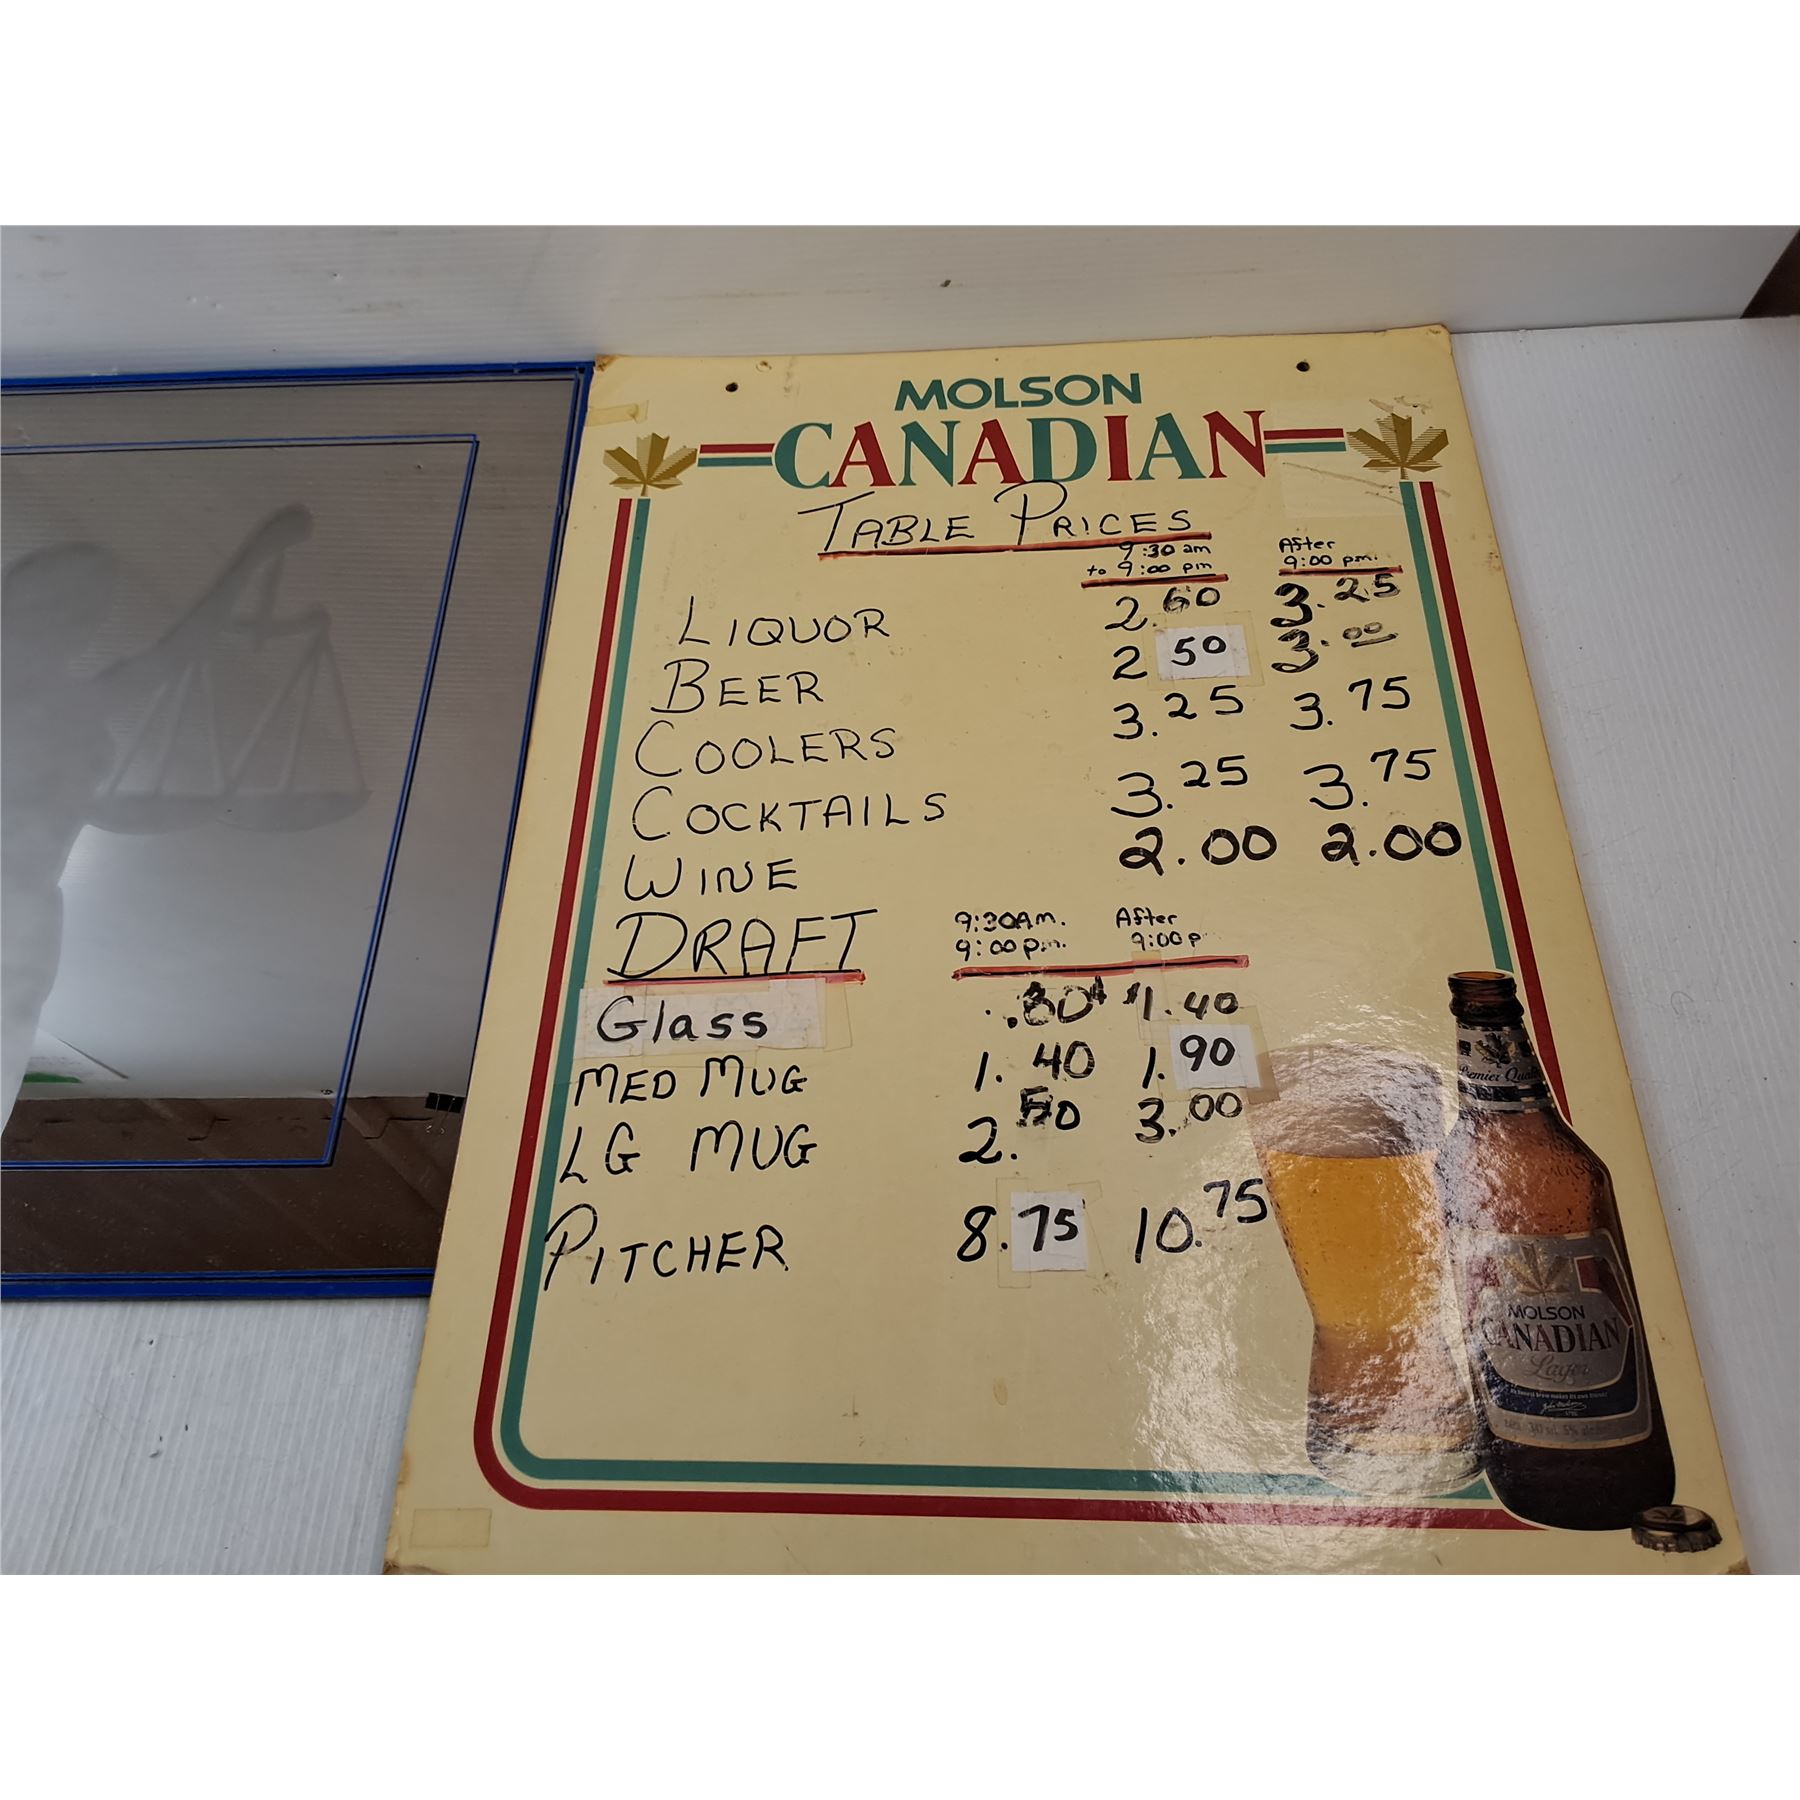 MOLSON
CANADIAN
TABLE PRICES
9:30 am to 9:00 pm After 9:00 pm.
LIQUOR 2.60 3.25
BEER 2 50 3.00
COOLERS 3.25 3.75
COCKTAILS 3.25 3.75
WINE 2.00 2.00
DRAFT 9:30AM. 9:00 p.m. After 9:00 p
Glass .80¢ $1.40
MED MUG 1.40 1.90
LG MUG 2.50 3.00
PITCHER 8.75 10.75
Premier
MOLSON
CANADIAN
Lager